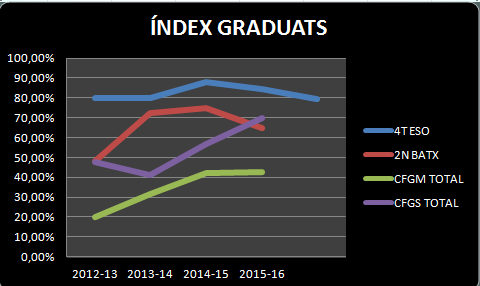 ÍNDEX GRADUATS
100,00%
90,00%
80,00%
70,00%
60,00%
50,00%
40,00%
30,00%
20,00%
10,00%
0,00%
2012-13 2013-14 2014-15 2015-16
4T ESO
2N BATX
CFGM TOTAL
CFGS TOTAL